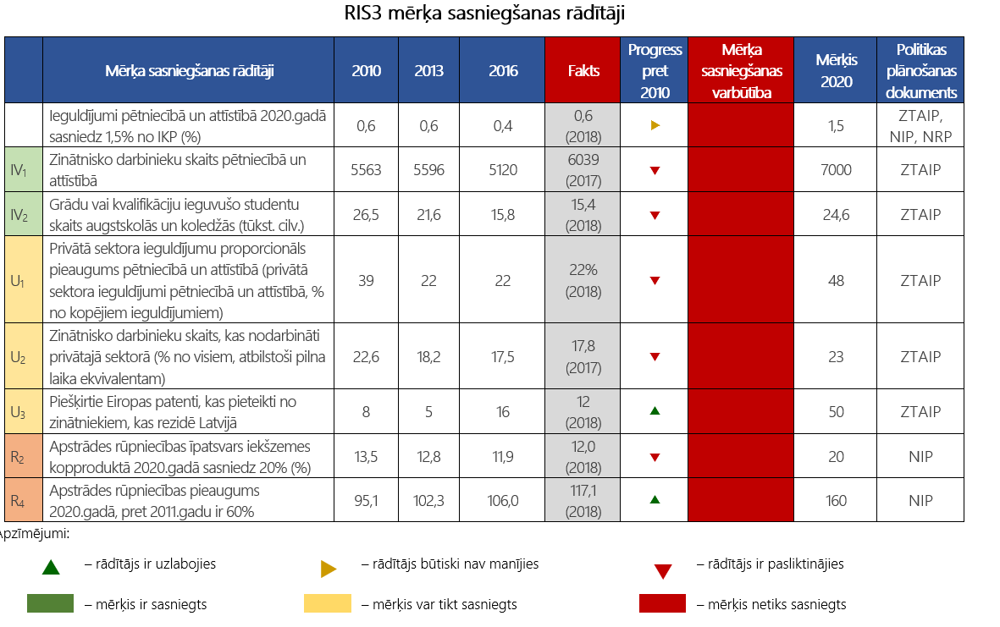 RIS3 mērķa sasniegšanas rādītāji
Mērķa sasniegšanas rādītāji 2010 2013 2016 Fakts Progress pret 2010 Mērķa sasniegšanas varbūtība Mērķis 2020 Politikas plānošanas dokuments
Ieguldījumi pētniecībā un attīstībā 2020.gadā
sasniedz 1,5% no IKP (%) 0,6 0,6 0,4 0,6 (2018) 1,5 ZTAIP, NIP, NRP
IV1 Zinātnisko darbinieku skaits pētniecībā un
attīstībā 5563 5596 5120 6039 (2017) 7000 ZTAIP
IV2 Grādu vai kvalifikāciju ieguvušo studentu
skaits augstskolās un koledžās (tūkst. cilv.) 26,5 21,6 15,8 15,4 (2018) 24,6 ZTAIP
U1 Privātā sektora ieguldījumu proporcionāls
pieaugums pētniecībā un attīstībā (privātā
sektora ieguldījumi pētniecībā un attīstībā, %
no kopējiem ieguldījumiem) 39 22 22 22% (2018) 48 ZTAIP
U2 Zinātnisko darbinieku skaits, kas nodarbināti
privātajā sektorā (% no visiem, atbilstoši pilna
laika ekvivalentam) 22,6 18,2 17,5 17,8 (2017) 23 ZTAIP
U3 Piešķirtie Eiropas patenti, kas pieteikti no
zinātniekiem, kas rezidē Latvijā 8 5 16 12 (2018) 50 ZTAIP
R2 Apstrādes rūpniecības īpatsvars iekšzemes
kopproduktā 2020.gadā sasniedz 20% (%) 13,5 12,8 11,9 12,0 (2018) 20 NIP
R4 Apstrādes rūpniecības pieaugums
2020.gadā, pret 2011.gadu ir 60% 95,1 102,3 106,0 117,1 (2018) 160 NIP
Apzīmējumi:
– rādītājs ir uzlabojies – rādītājs būtiski nav manījies – rādītājs ir pasliktinājies
– mērķis ir sasniegts – mērķis var tikt sasniegts – mērķis netiks sasniegts